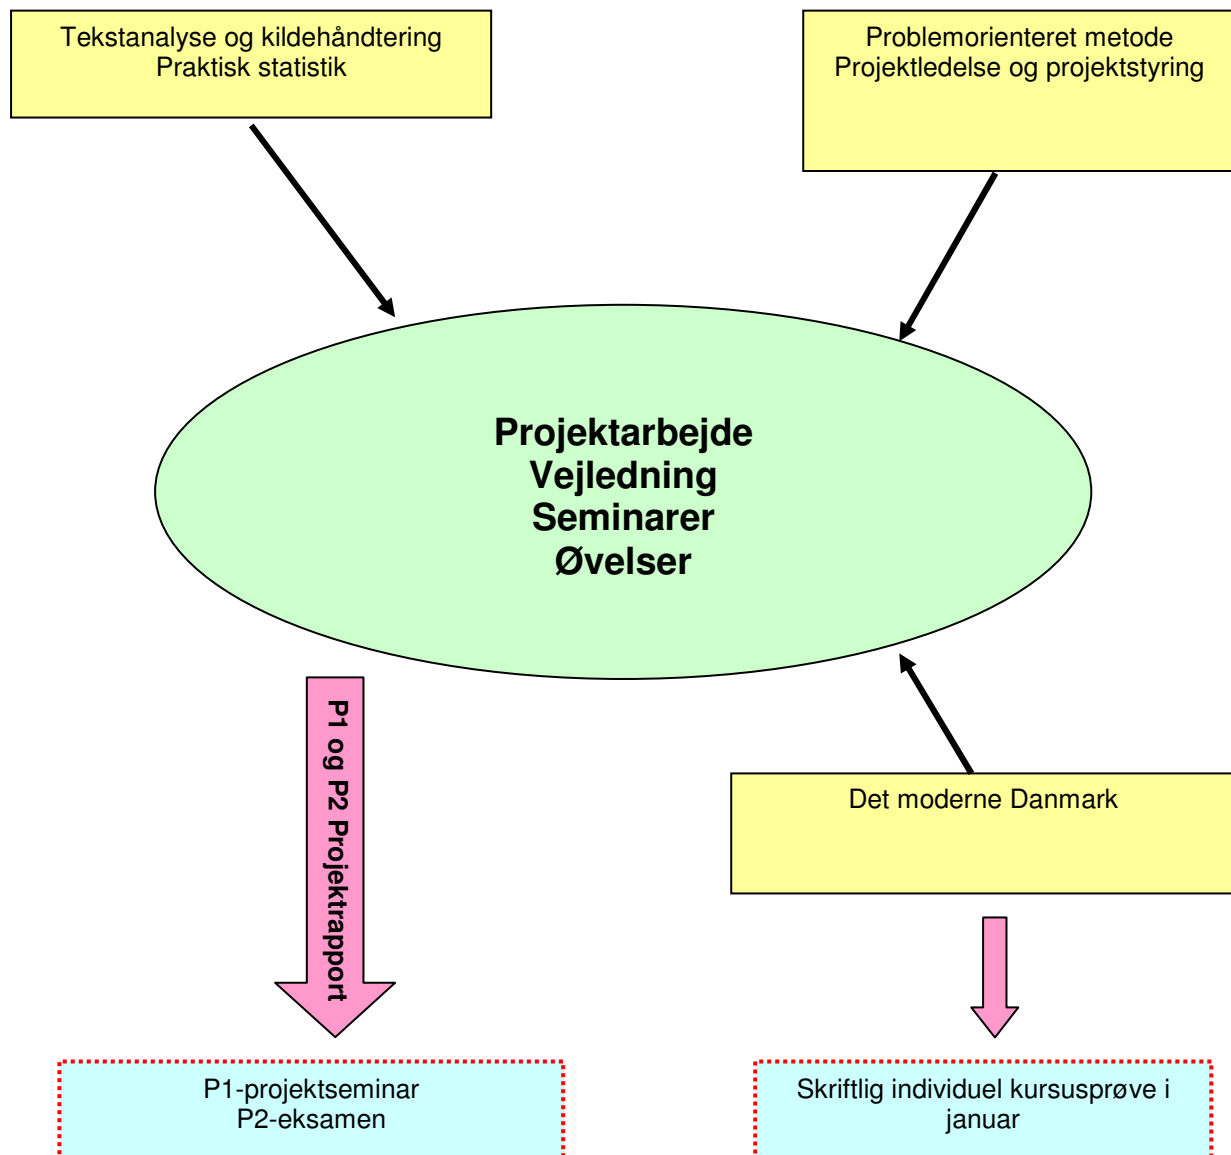 Tekstanalyse og kildehåndtering
Praktisk statistik
Problemorienteret metode
Projektledelse og projektstyring
Projektarbejde
Vejledning
Seminarer
Øvelser
P1 og P2 Projektrapport
Det moderne Danmark
P1-projektseminar
P2-eksamen
Skriftlig individuel kursusprøve i
januar